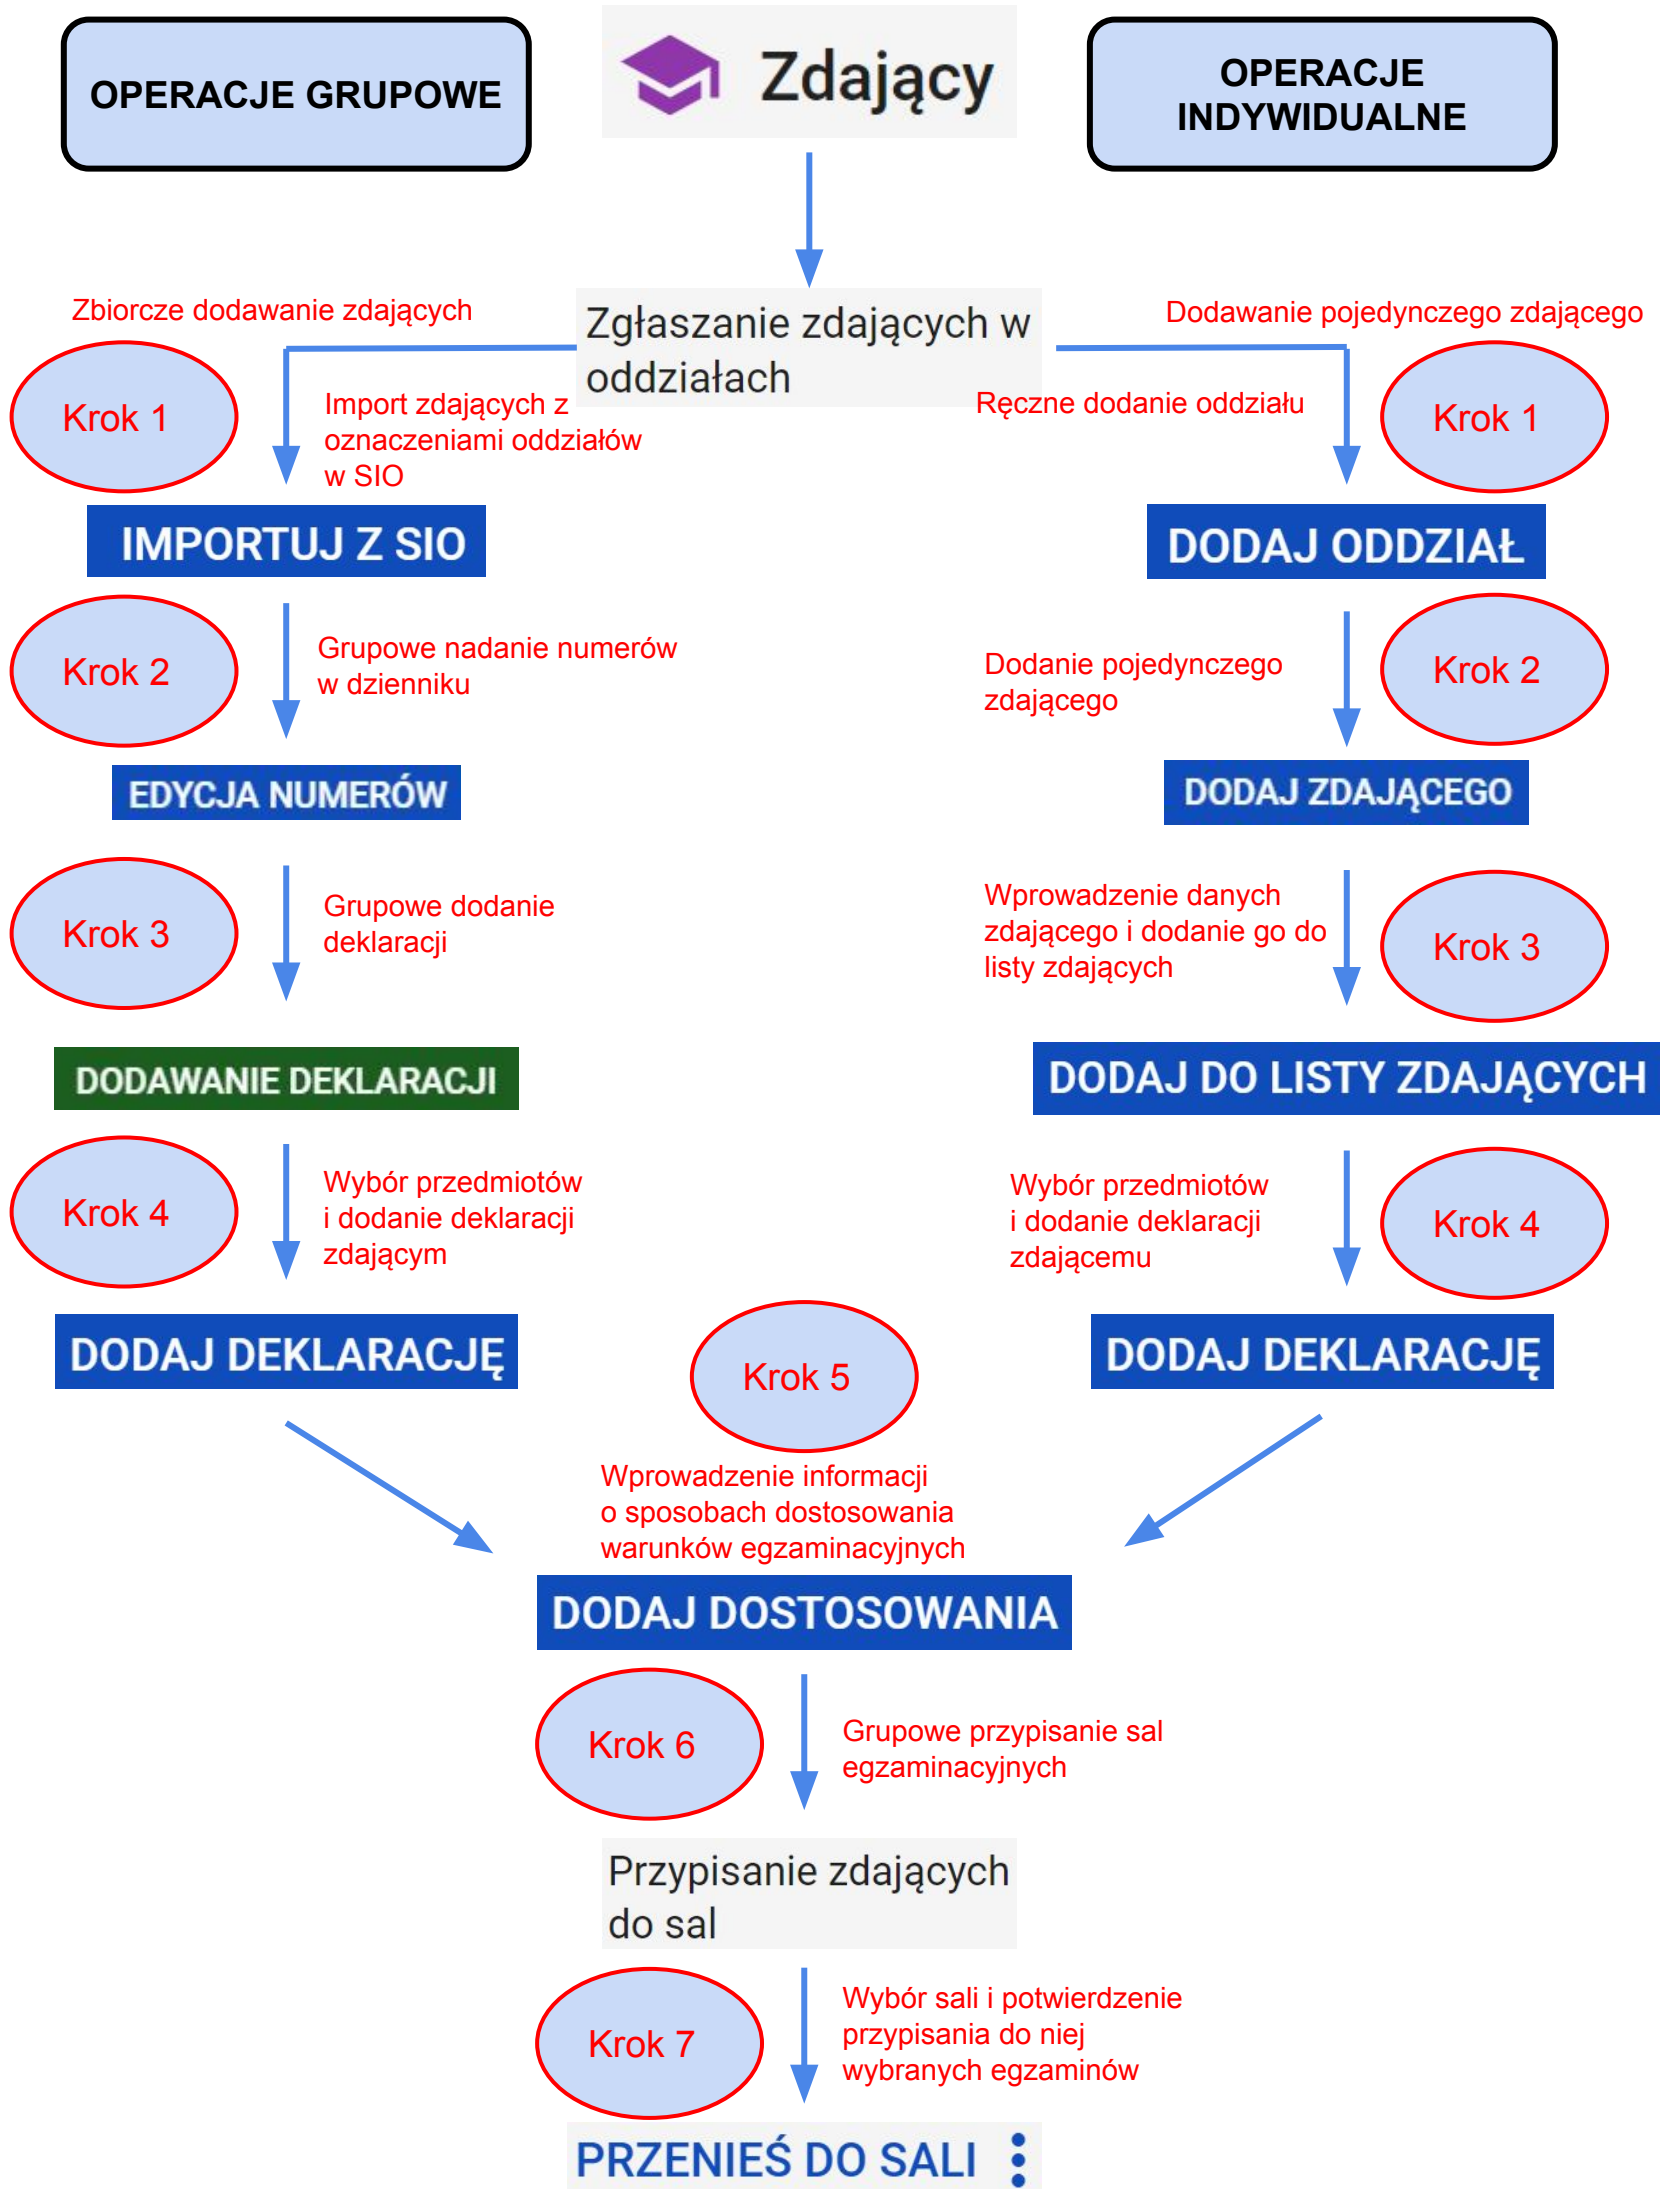 OPERACJE GRUPOWE
Zdający
OPERACJE
INDYWIDUALNE
Zbiorcze dodawanie zdających
Zgłaszanie zdających w
oddziałach
Dodawanie pojedynczego zdającego
Krok 1
Import zdających z
oznaczeniami oddziałów
w SIO
Ręczne dodanie oddziału
Krok 1
IMPORTUJ Z SIO
DODAJ ODDZIAŁ
Krok 2
Grupowe nadanie numerów
w dzienniku
Dodanie pojedynczego
zdającego
Krok 2
EDYCJA NUMERÓW
DODAJ ZDAJĄCEGO
Krok 3
Grupowe dodanie
deklaracji
Wprowadzenie danych
zdającego i dodanie go do
listy zdających
Krok 3
DODAWANIE DEKLARACJI
DODAJ DO LISTY ZDAJĄCYCH
Krok 4
Wybór przedmiotów
i dodanie deklaracji
zdającym
Wybór przedmiotów
i dodanie deklaracji
zdającemu
Krok 4
DODAJ DEKLARACJĘ
DODAJ DEKLARACJĘ
Krok 5
Wprowadzenie informacji
o sposobach dostosowania
warunków egzaminacyjnych
DODAJ DOSTOSOWANIA
Krok 6
Grupowe przypisanie sal
egzaminacyjnych
Przypisanie zdających
do sal
Krok 7
Wybór sali i potwierdzenie
przypisania do niej
wybranych egzaminów
PRZENIEŚ DO SALI